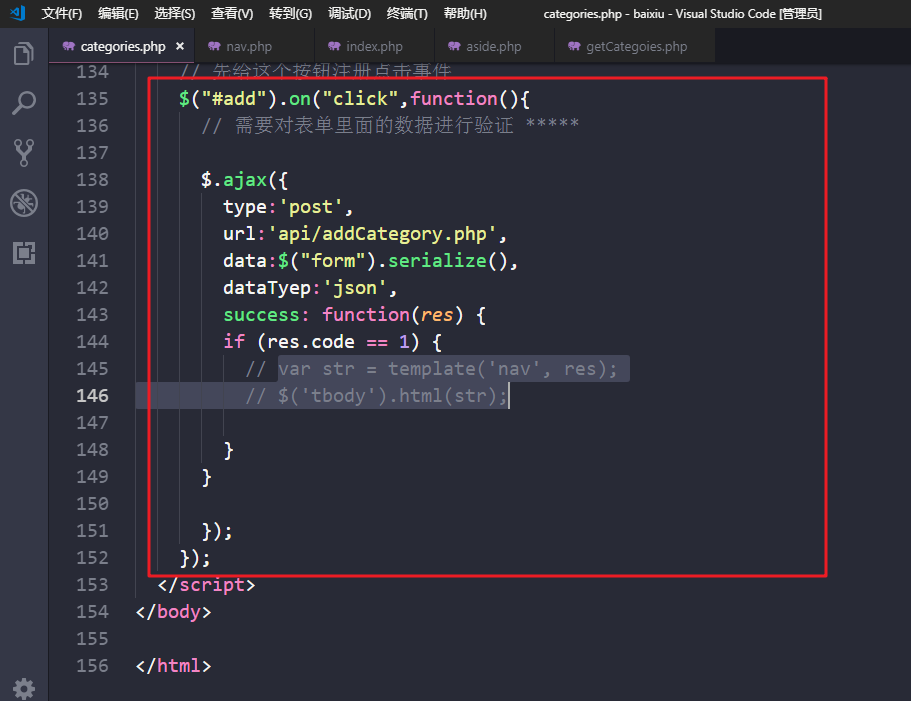 文件(F) 编辑(E) 选择(S) 查看(V) 转到(G) 调试(D) 终端(T) 帮助(H) categories.php - baixiu - Visual Studio Code [管理员]
categories.php × nav.php index.php aside.php getCategoies.php
134 // 先给这个按钮注册点击事件
135 $("#add").on("click",function(){
136 // 需要对表单里面的数据进行验证 *****
137
138 $.ajax({
139 type:'post',
140 url:'api/addCategory.php',
141 data:$("form").serialize(),
142 dataTyep:'json',
143 success: function(res) {
144 if (res.code == 1) {
145 // var str = template('nav', res);
146 // $('tbody').html(str);
147
148 }
149 }
150
151 });
152 });
153 </script>
154 </body>
155
156 </html>